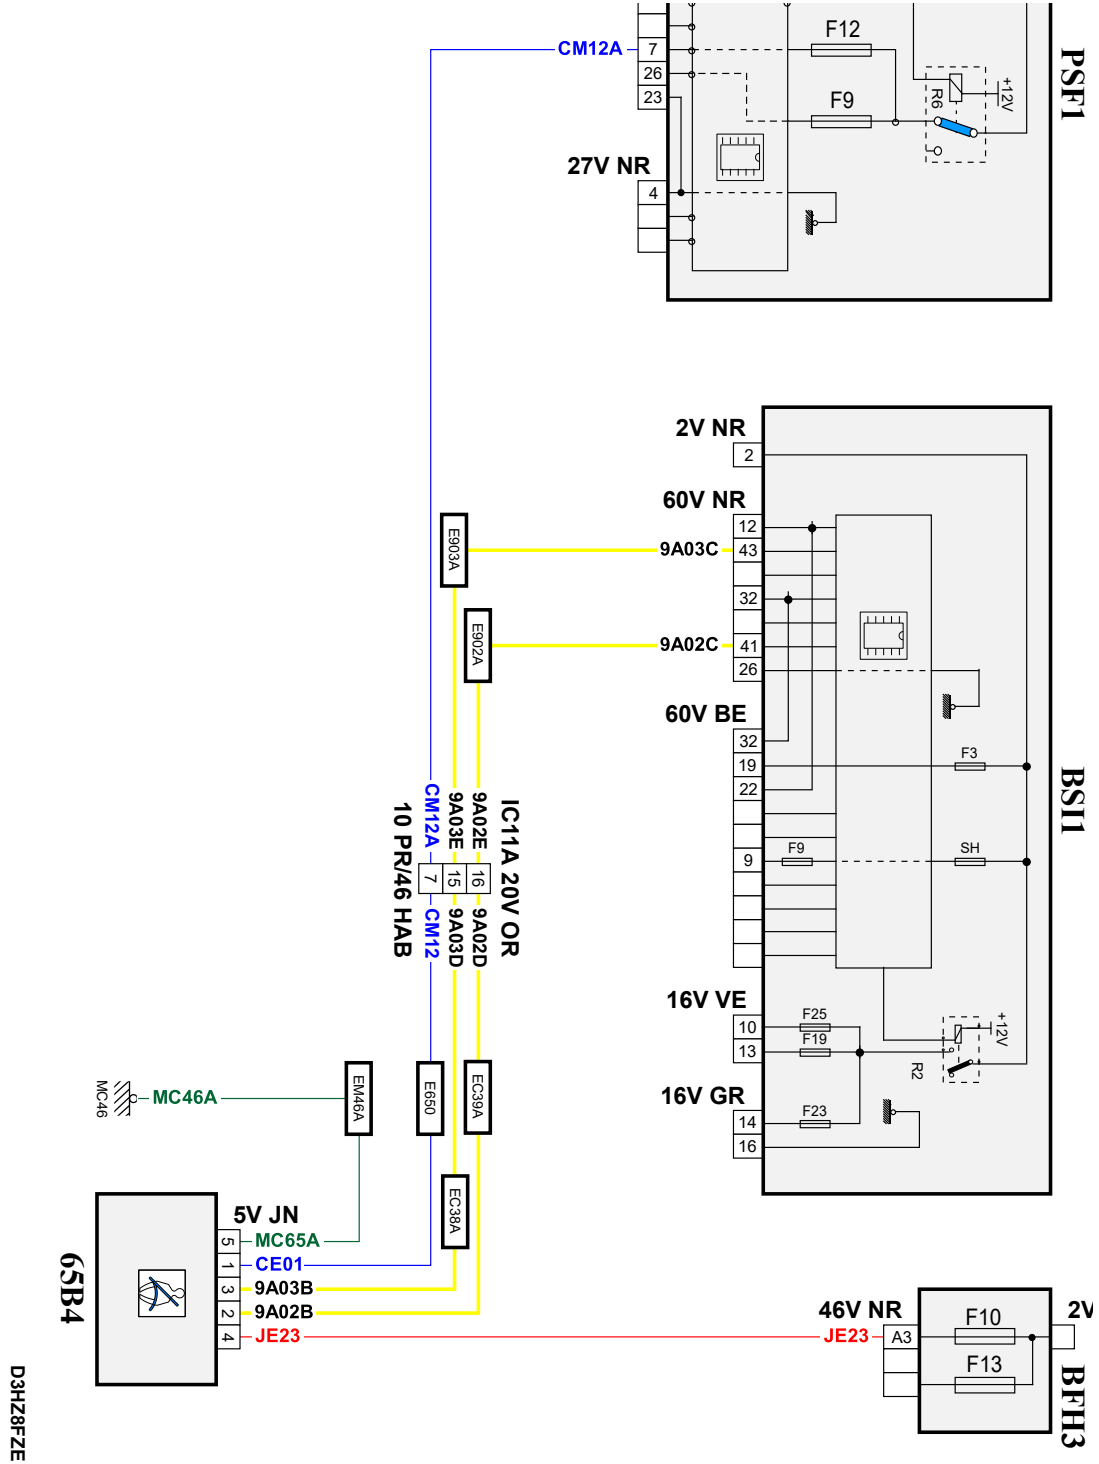 PSF1
F12
CM12A
7
26
23
F9
R6
+12V
27V NR
4
BSI1
2V NR
2
60V NR
12
9A03C
43
32
9A02C
41
26
E903A
E902A
60V BE
32
19
22
9
F3
F9
SH
IC11A 20V OR
10 PR/46 HAB
CM12A
9A03E
9A02E
7
15
16
CM12
9A03D
9A02D
16V VE
10
13
F25
F19
+12V
R2
16V GR
14
16
F23
MC46
MC46A
EM46A
E650
EC39A
EC38A
65B4
5V JN
5
MC65A
1
CE01
3
9A03B
2
9A02B
4
JE23
46V NR
JE23
A3
F10
F13
2V
BFH3
D3HZ8FZE